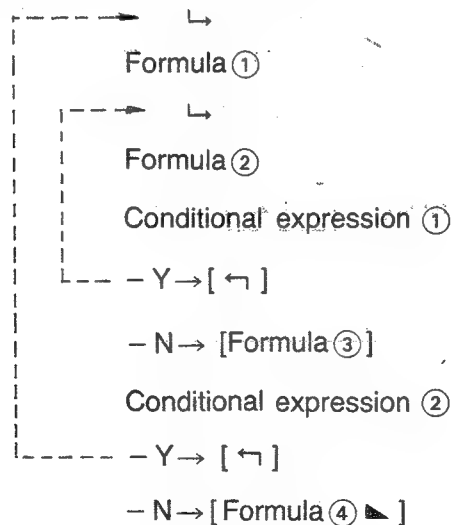 ↳
Formula ①
↳
Formula ②
Conditional expression ①
– Y → [ ↰ ]
– N → [Formula ③]
Conditional expression ②
– Y → [ ↰ ]
– N → [Formula ④ ◣ ]